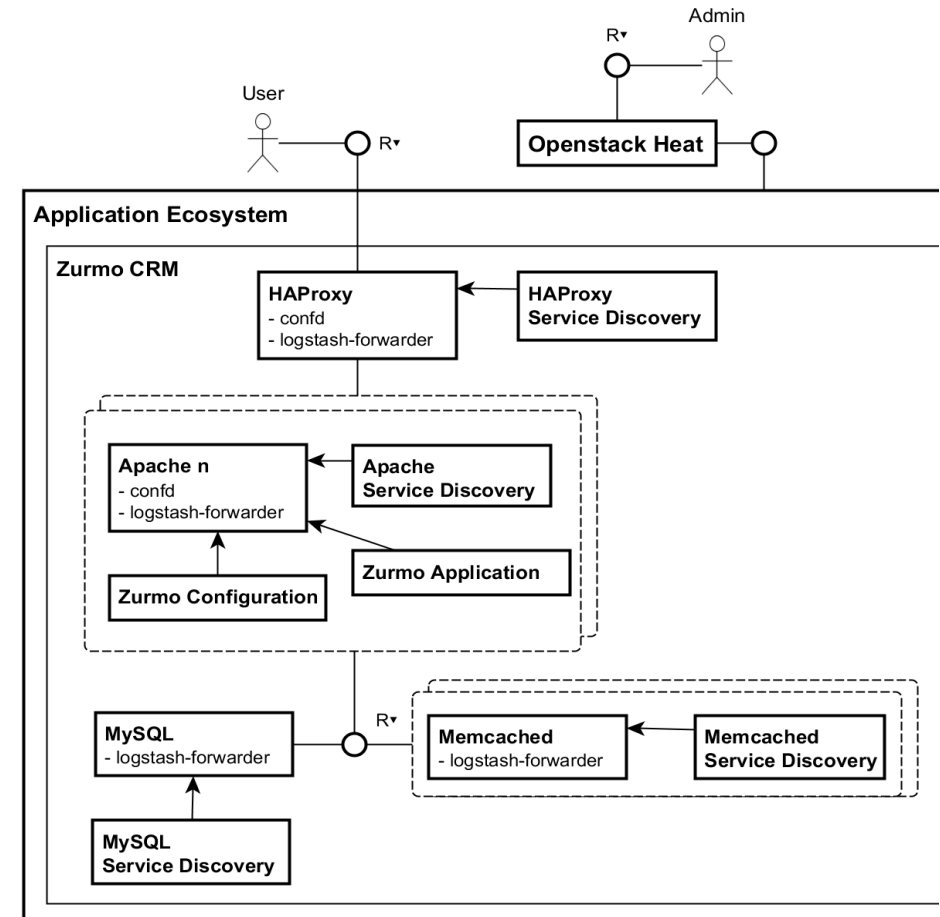 Admin
R▾
User
R▾
Openstack Heat
Application Ecosystem
Zurmo CRM
HAProxy
- confd
- logstash-forwarder
HAProxy
Service Discovery
Apache n
- confd
- logstash-forwarder
Apache
Service Discovery
Zurmo Application
Zurmo Configuration
R▾
MySQL
- logstash-forwarder
Memcached
- logstash-forwarder
Memcached
Service Discovery
MySQL
Service Discovery